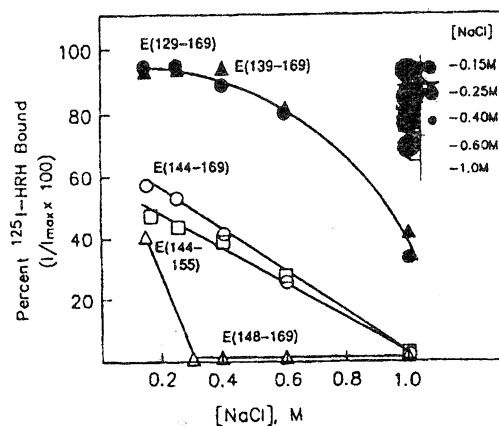 [NaCl]
100
E(129-169)
E(139-169)
-0.15M
-0.25M
-0.40M
-0.60M
-1.0M
80
60
40
20
E(144-169)
E(144-
155)
E(148-169)
Percent ¹²⁵I-HRH Bound
(I/Imax x 100)
0.2
0.4
0.6
0.8
1.0
[NaCl], M